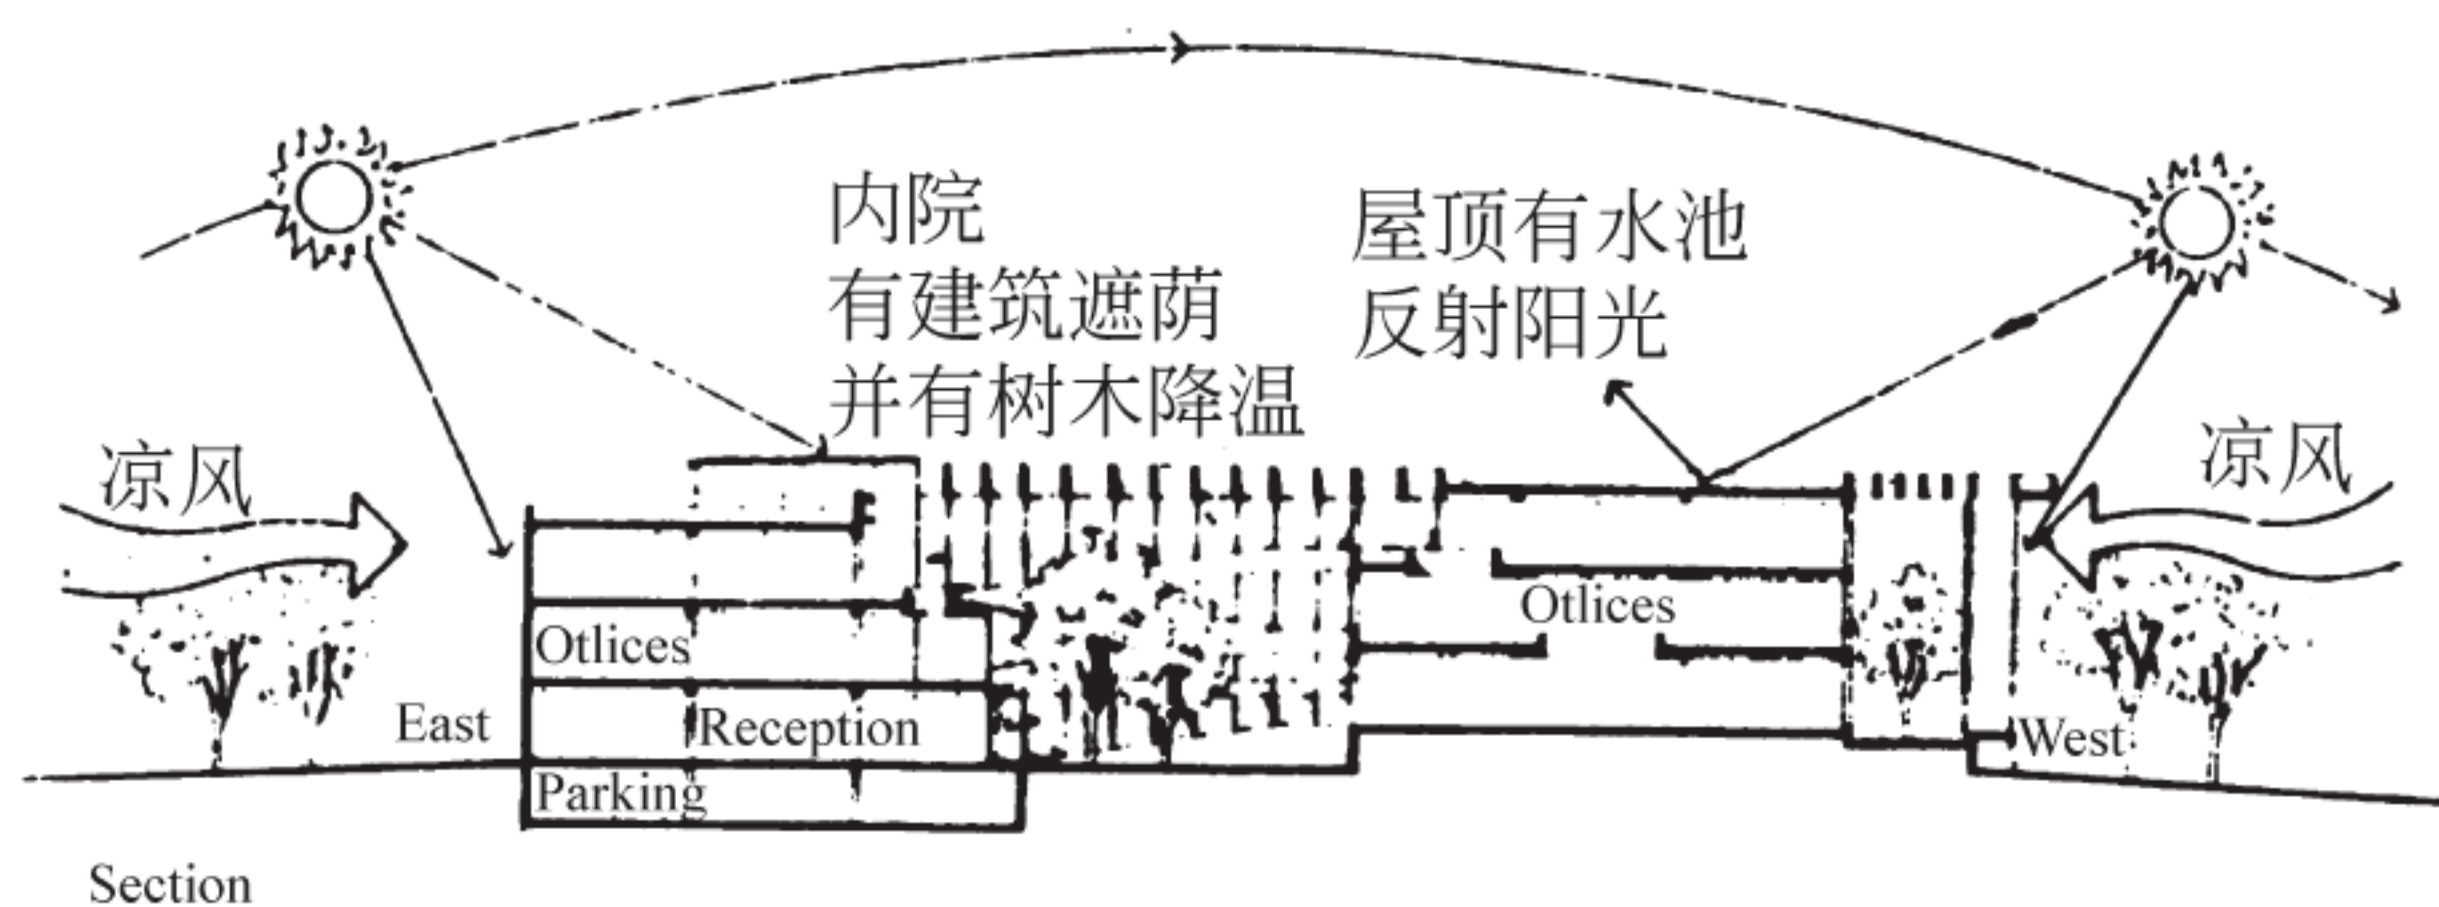 内院
有建筑遮荫
并有树木降温
屋顶有水池
反射阳光
凉风
凉风
Otlices
Otlices
East
Reception
West
Parking
Section